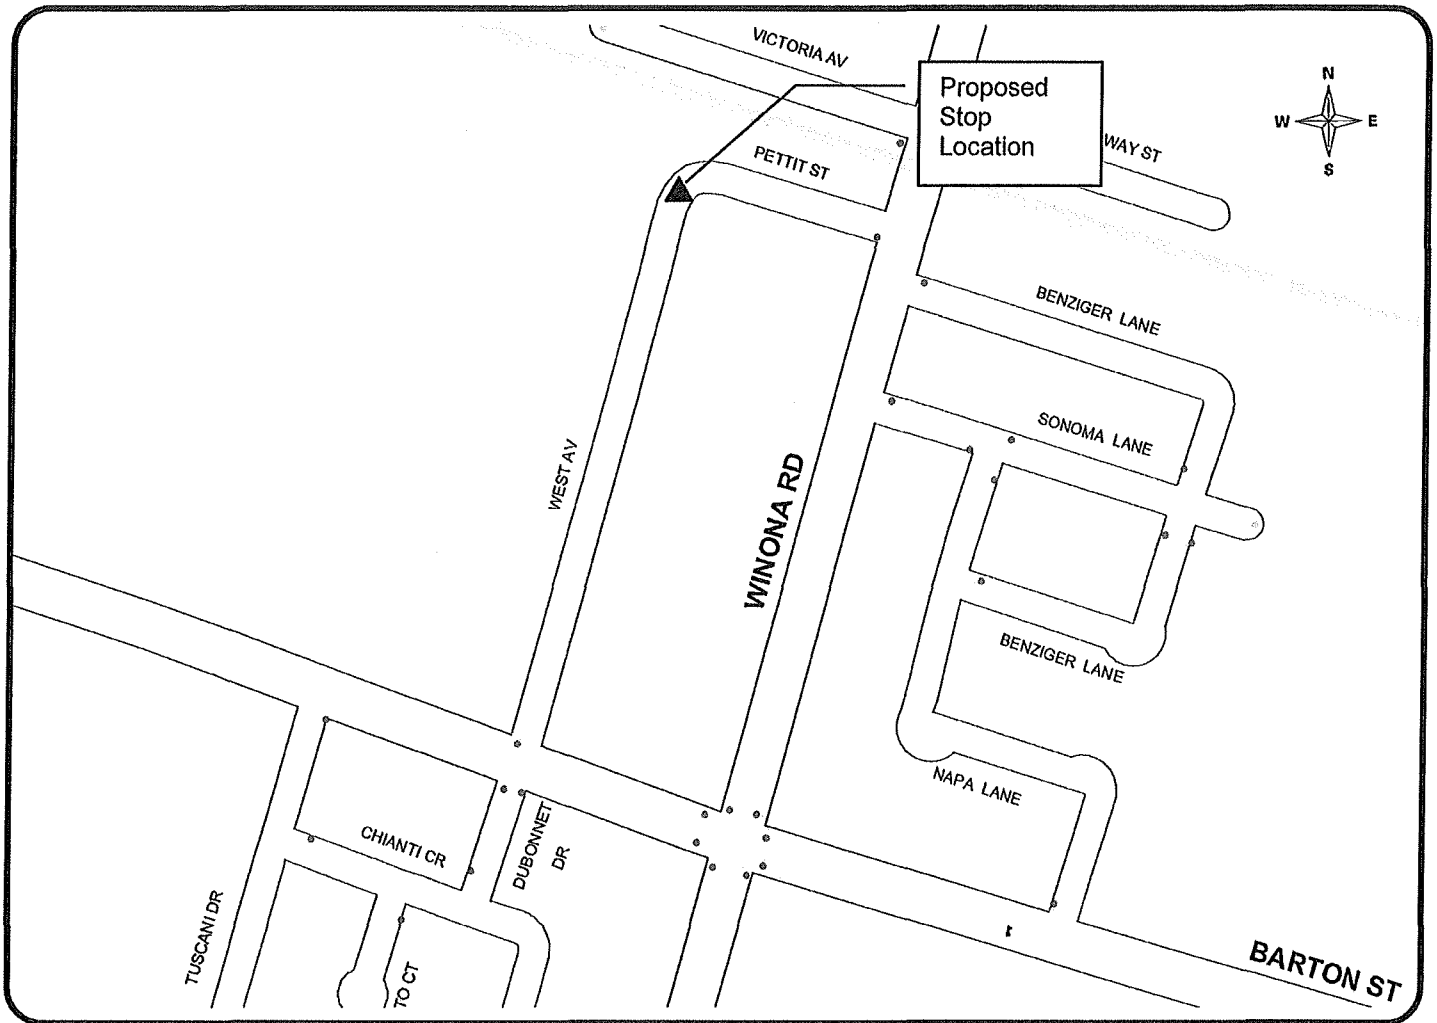 VICTORIA AV
Proposed
Stop
Location
N
W
E
S
WAY ST
PETTIT ST
BENZIGER LANE
SONOMA LANE
WEST AV
WINONA RD
BENZIGER LANE
NAPA LANE
CHIANTI CR
DUBONNET
DR
TUSCANI DR
TO CT
BARTON ST